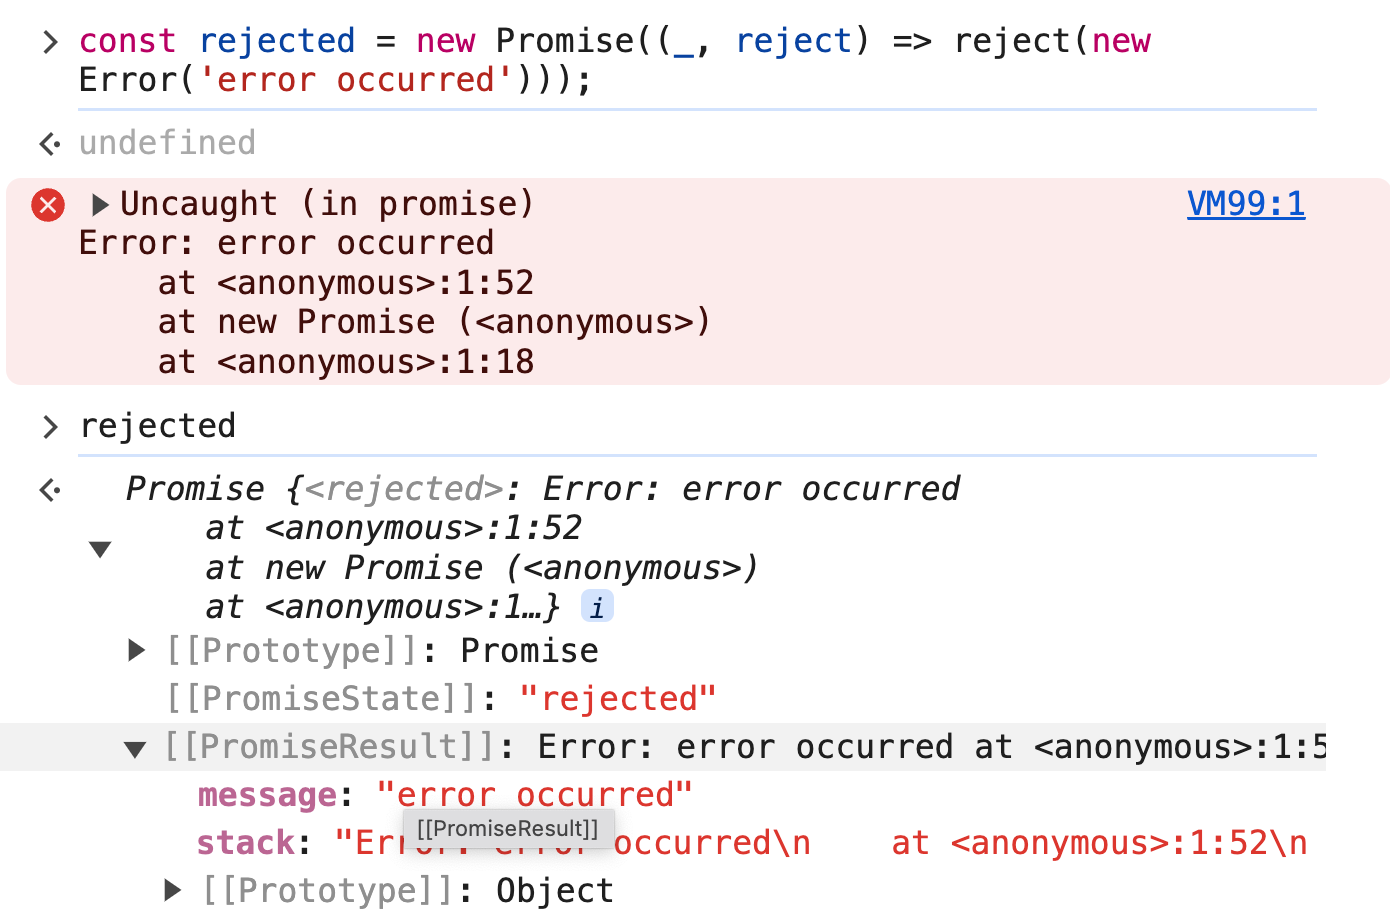 > const rejected = new Promise((_, reject) => reject(new
Error('error occurred')));
undefined
Uncaught (in promise) VM99:1
Error: error occurred
    at <anonymous>:1:52
    at new Promise (<anonymous>)
    at <anonymous>:1:18
> rejected
Promise {<rejected>: Error: error occurred
    at <anonymous>:1:52
    at new Promise (<anonymous>)
    at <anonymous>:1…} i
[[Prototype]]: Promise
[[PromiseState]]: "rejected"
[[PromiseResult]]: Error: error occurred at <anonymous>:1:5
message: "error occurred"
[[PromiseResult]]
stack: "Error: error occurred\n    at <anonymous>:1:52\n
[[Prototype]]: Object